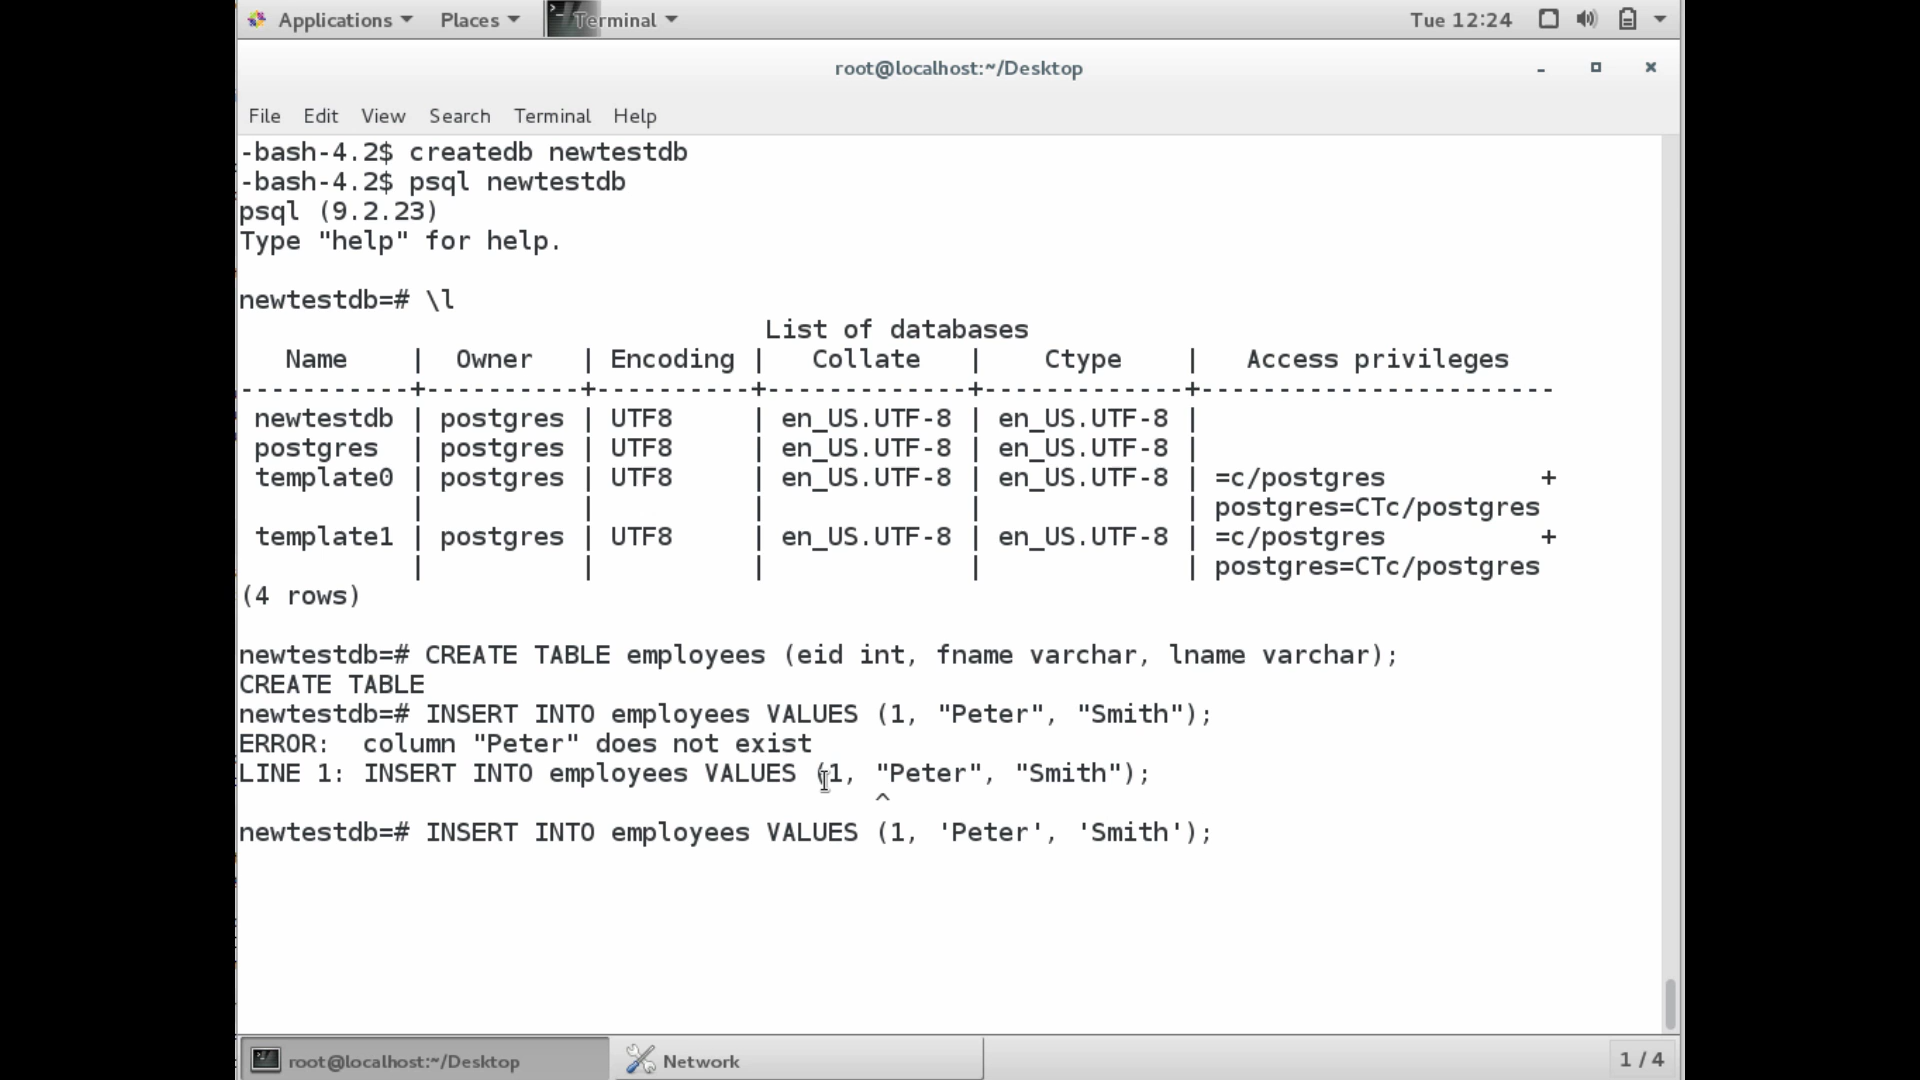 Applications Places Terminal Tue 12:24
root@localhost:~/Desktop
File Edit View Search Terminal Help
-bash-4.2$ createdb newtestdb
-bash-4.2$ psql newtestdb
psql (9.2.23)
Type "help" for help.
newtestdb=# \l
List of databases
Name | Owner | Encoding | Collate | Ctype | Access privileges
-----------+----------+----------+-------------+-------------+-----------------------
newtestdb | postgres | UTF8 | en_US.UTF-8 | en_US.UTF-8 |
postgres | postgres | UTF8 | en_US.UTF-8 | en_US.UTF-8 |
template0 | postgres | UTF8 | en_US.UTF-8 | en_US.UTF-8 | =c/postgres +
| | | | | postgres=CTc/postgres
template1 | postgres | UTF8 | en_US.UTF-8 | en_US.UTF-8 | =c/postgres +
| | | | | postgres=CTc/postgres
(4 rows)
newtestdb=# CREATE TABLE employees (eid int, fname varchar, lname varchar);
CREATE TABLE
newtestdb=# INSERT INTO employees VALUES (1, "Peter", "Smith");
ERROR:  column "Peter" does not exist
LINE 1: INSERT INTO employees VALUES (1, "Peter", "Smith");
^
newtestdb=# INSERT INTO employees VALUES (1, 'Peter', 'Smith');
root@localhost:~/Desktop Network 1 / 4